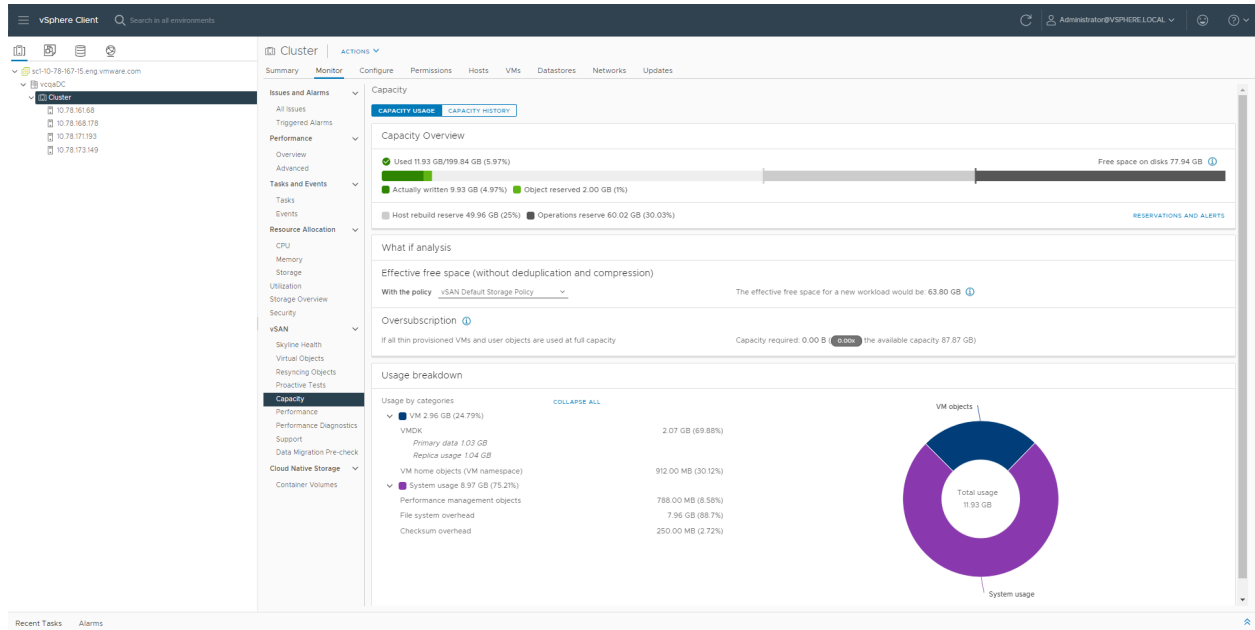 vSphere Client Search in all environments Administrator@VSPHERE.LOCAL
sc1-10-78-167-15.eng.vmware.com
vcqaDC
Cluster
10.78.161.68
10.78.168.178
10.78.171.193
10.78.173.149
Cluster ACTIONS
Summary Monitor Configure Permissions Hosts VMs Datastores Networks Updates
Issues and Alarms
All Issues
Triggered Alarms
Performance
Overview
Advanced
Tasks and Events
Tasks
Events
Resource Allocation
CPU
Memory
Storage
Utilization
Storage Overview
Security
vSAN
Skyline Health
Virtual Objects
Resyncing Objects
Proactive Tests
Capacity
Performance
Performance Diagnostics
Support
Data Migration Pre-check
Cloud Native Storage
Container Volumes
Capacity
CAPACITY USAGE CAPACITY HISTORY
Capacity Overview
Used 11.93 GB/199.84 GB (5.97%) Free space on disks 77.94 GB
Actually written 9.93 GB (4.97%) Object reserved 2.00 GB (1%)
Host rebuild reserve 49.96 GB (25%) Operations reserve 60.02 GB (30.03%) RESERVATIONS AND ALERTS
What if analysis
Effective free space (without deduplication and compression)
With the policy vSAN Default Storage Policy The effective free space for a new workload would be: 63.80 GB
Oversubscription
If all thin provisioned VMs and user objects are used at full capacity Capacity required: 0.00 B (0.00x the available capacity 87.87 GB)
Usage breakdown
Usage by categories COLLAPSE ALL
VM 2.96 GB (24.79%)
VMDK 2.07 GB (69.88%)
Primary data 1.03 GB
Replica usage 1.04 GB
VM home objects (VM namespace) 912.00 MB (30.12%)
System usage 8.97 GB (75.21%)
Performance management objects 788.00 MB (8.58%)
File system overhead 7.96 GB (88.7%)
Checksum overhead 250.00 MB (2.72%)
VM objects
Total usage
11.93 GB
System usage
Recent Tasks Alarms